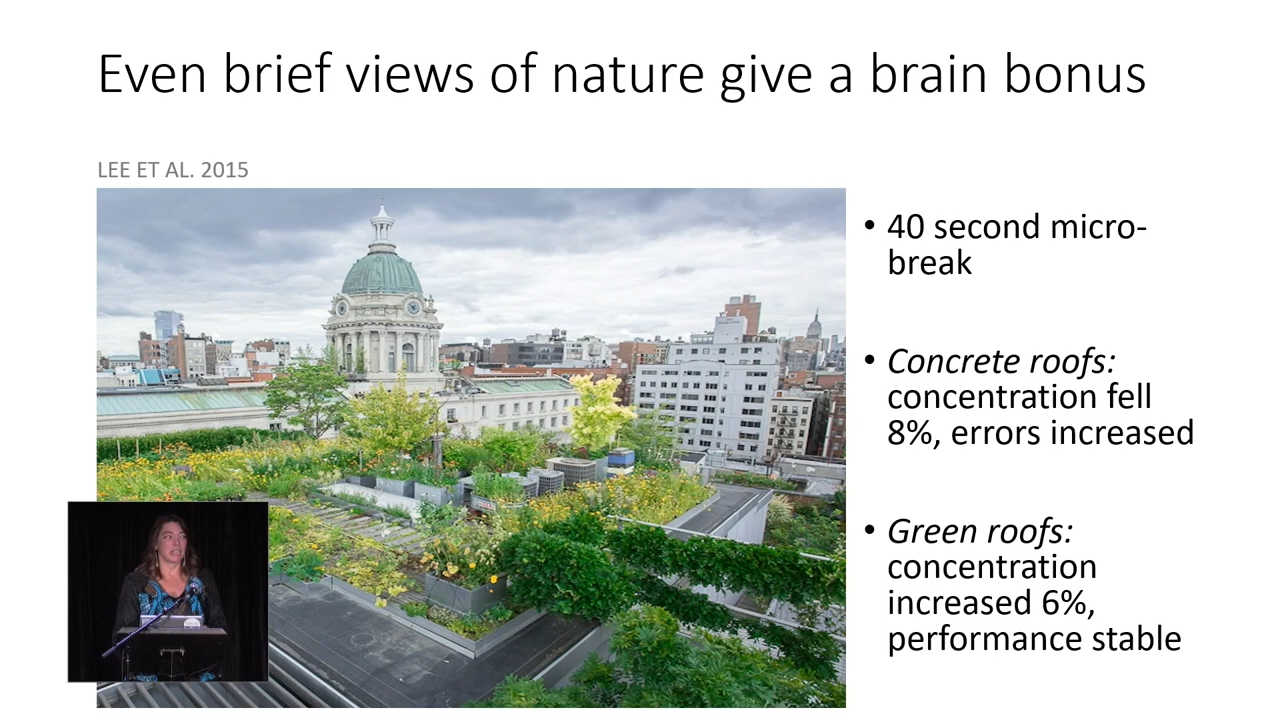 Even brief views of nature give a brain bonus
LEE ET AL. 2015
• 40 second micro-
break
• Concrete roofs:
concentration fell
8%, errors increased
• Green roofs:
concentration
increased 6%,
performance stable